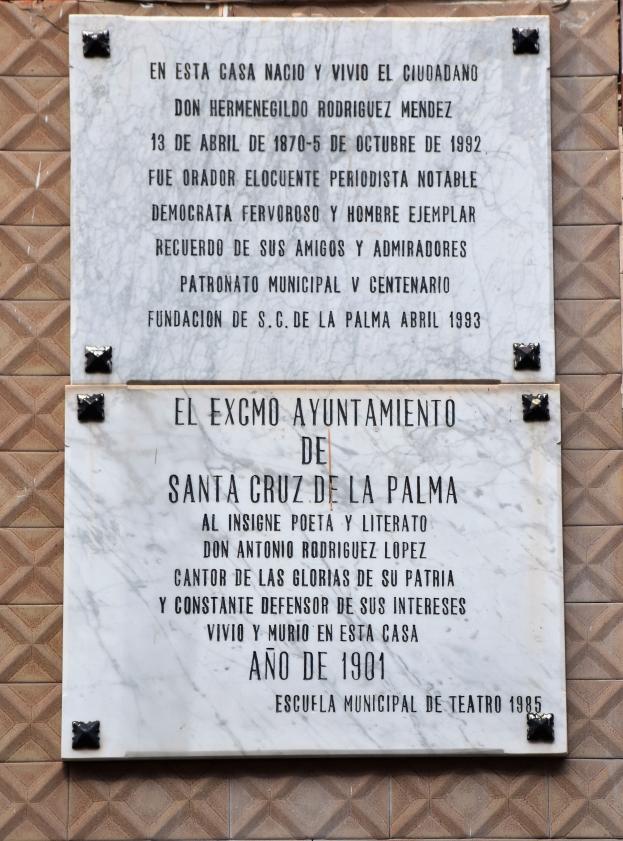 EN ESTA CASA NACIO Y VIVIO EL CIUDADANO
DON HERMENEGILDO RODRIGUEZ MENDEZ
13 DE ABRIL DE 1870-5 DE OCTUBRE DE 1992
FUE ORADOR ELOCUENTE PERIODISTA NOTABLE
DEMOCRATA FERVOROSO Y HOMBRE EJEMPLAR
RECUERDO DE SUS AMIGOS Y ADMIRADORES
PATROÑATO MUNICIPAL V CENTENARIO
FUNDACION DE S.C. DE LA PALMA ABRIL 1993
EL EXCMO AYUNTAMIENTO
DE
SANTA CRUZ DE LA PALMA
AL INSIGNE POETA Y LITERATO
DON ANTONIO RODRIGUEZ LOPEZ
CANTOR DE LAS GLORIAS DE SU PATRIA
Y CONSTANTE DEFENSOR DE SUS INTERESES
VIVIO Y MURIO EN ESTA CASA
AÑO DE 1901
ESCUELA MUNICIPAL DE TEATRO 1985